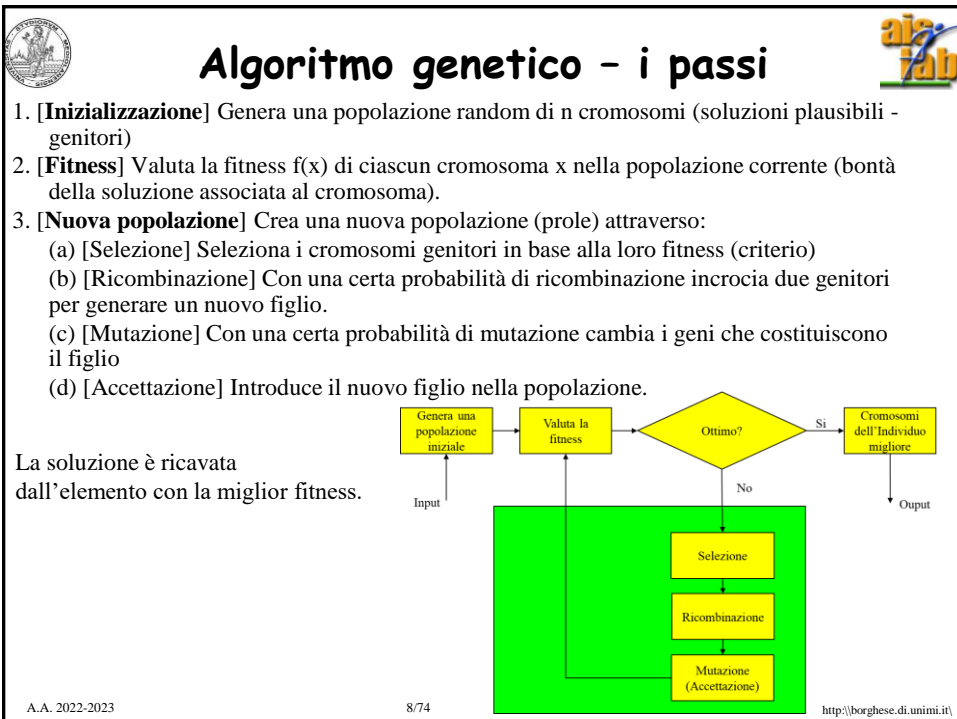 Algoritmo genetico – i passi
ais
lab
1. [Inizializzazione] Genera una popolazione random di n cromosomi (soluzioni plausibili -
genitori)
2. [Fitness] Valuta la fitness f(x) di ciascun cromosoma x nella popolazione corrente (bontà
della soluzione associata al cromosoma).
3. [Nuova popolazione] Crea una nuova popolazione (prole) attraverso:
(a) [Selezione] Seleziona i cromosomi genitori in base alla loro fitness (criterio)
(b) [Ricombinazione] Con una certa probabilità di ricombinazione incrocia due genitori
per generare un nuovo figlio.
(c) [Mutazione] Con una certa probabilità di mutazione cambia i geni che costituiscono
il figlio
(d) [Accettazione] Introduce il nuovo figlio nella popolazione.
La soluzione è ricavata
dall’elemento con la miglior fitness.
Genera una
popolazione
iniziale
Valuta la
fitness
Ottimo?
Si
Cromosomi
dell’Individuo
migliore
Input
No
Ouput
Selezione
Ricombinazione
Mutazione
(Accettazione)
A.A. 2022-2023
8/74
http:\\borghese.di.unimi.it\